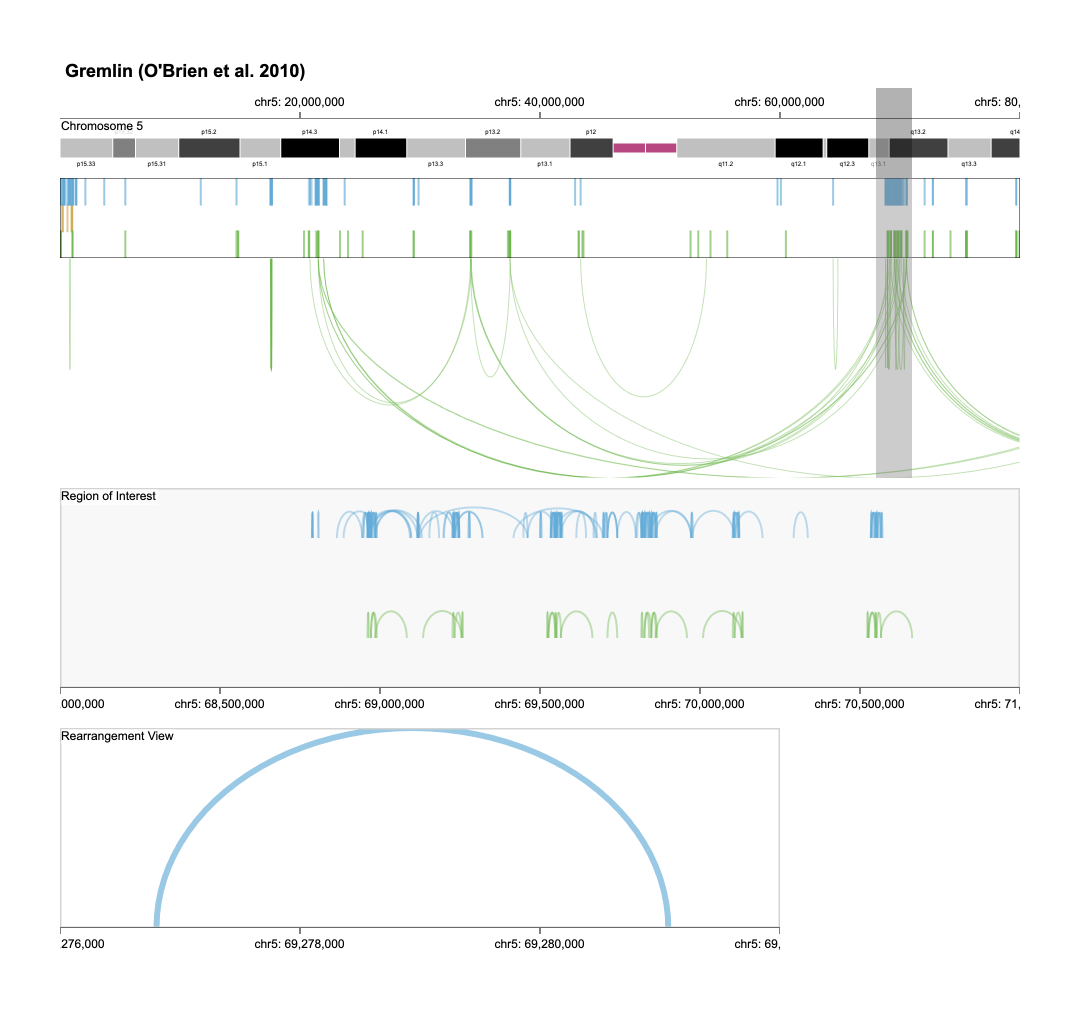 Gremlin (O'Brien et al. 2010)
chr5: 20,000,000 chr5: 40,000,000 chr5: 60,000,000 chr5: 80,
Chromosome 5
p15.2 p14.3 p14.1 p13.2 p12 q13.2 q14
p15.33 p15.31 p15.1 p13.3 p13.1 q11.2 q12.1 q12.3 q13.1 q13.3
Region of Interest
000,000 chr5: 68,500,000 chr5: 69,000,000 chr5: 69,500,000 chr5: 70,000,000 chr5: 70,500,000 chr5: 71,
Rearrangement View
276,000 chr5: 69,278,000 chr5: 69,280,000 chr5: 69,